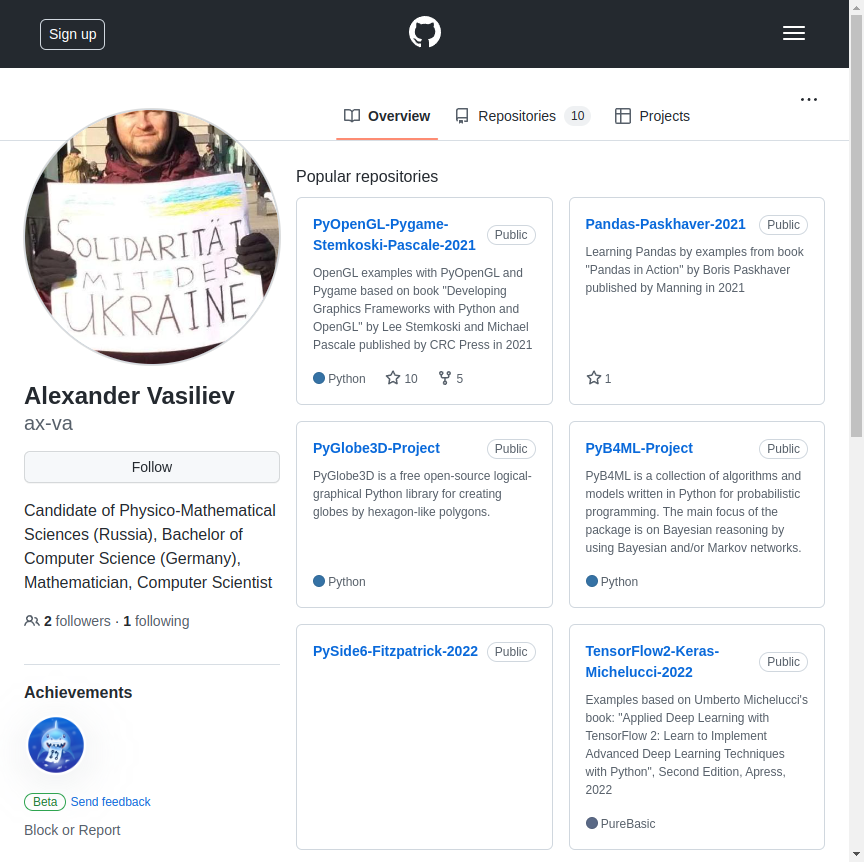 Sign up
Overview
Repositories 10
Projects
SOLIDARITÄT
MIT DER
UKRAINE
Alexander Vasiliev
ax-va
Follow
Candidate of Physico-Mathematical
Sciences (Russia), Bachelor of
Computer Science (Germany),
Mathematician, Computer Scientist
2 followers · 1 following
Achievements
Beta Send feedback
Block or Report
Popular repositories
PyOpenGL-Pygame-
Stemkoski-Pascale-2021
Public
OpenGL examples with PyOpenGL and
Pygame based on book "Developing
Graphics Frameworks with Python and
OpenGL" by Lee Stemkoski and Michael
Pascale published by CRC Press in 2021
Python 10 5
Pandas-Paskhaver-2021 Public
Learning Pandas by examples from book
"Pandas in Action" by Boris Paskhaver
published by Manning in 2021
1
PyGlobe3D-Project Public
PyGlobe3D is a free open-source logical-
graphical Python library for creating
globes by hexagon-like polygons.
Python
PyB4ML-Project Public
PyB4ML is a collection of algorithms and
models written in Python for probabilistic
programming. The main focus of the
package is on Bayesian reasoning by
using Bayesian and/or Markov networks.
Python
PySide6-Fitzpatrick-2022 Public
TensorFlow2-Keras-
Michelucci-2022
Public
Examples based on Umberto Michelucci's
book: "Applied Deep Learning with
TensorFlow 2: Learn to Implement
Advanced Deep Learning Techniques
with Python", Second Edition, Apress,
2022
PureBasic